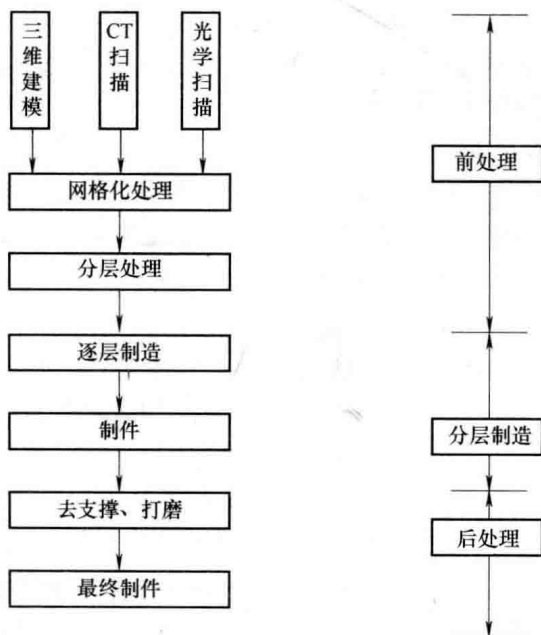 三维建模
CT扫描
光学扫描
网格化处理
分层处理
逐层制造
制件
去支撑、打磨
最终制件
前处理
分层制造
后处理